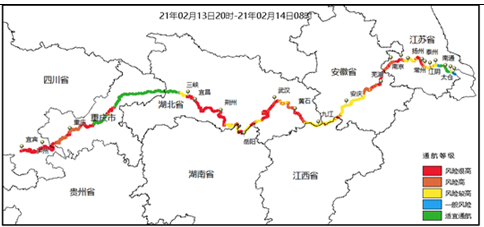 21年02月13日20时-21年02月14日08时
江苏省
扬州
泰州
南通
南京
常州
江阴
太仓
四川省
安徽省
芜湖
三峡
宜昌
湖北省
武汉
安庆
荆州
黄石
重庆
重庆市
九江
宜宾
岳阳
通航等级
湖南省
江西省
贵州省
风险很高
风险高
风险较高
一般风险
适宜通航